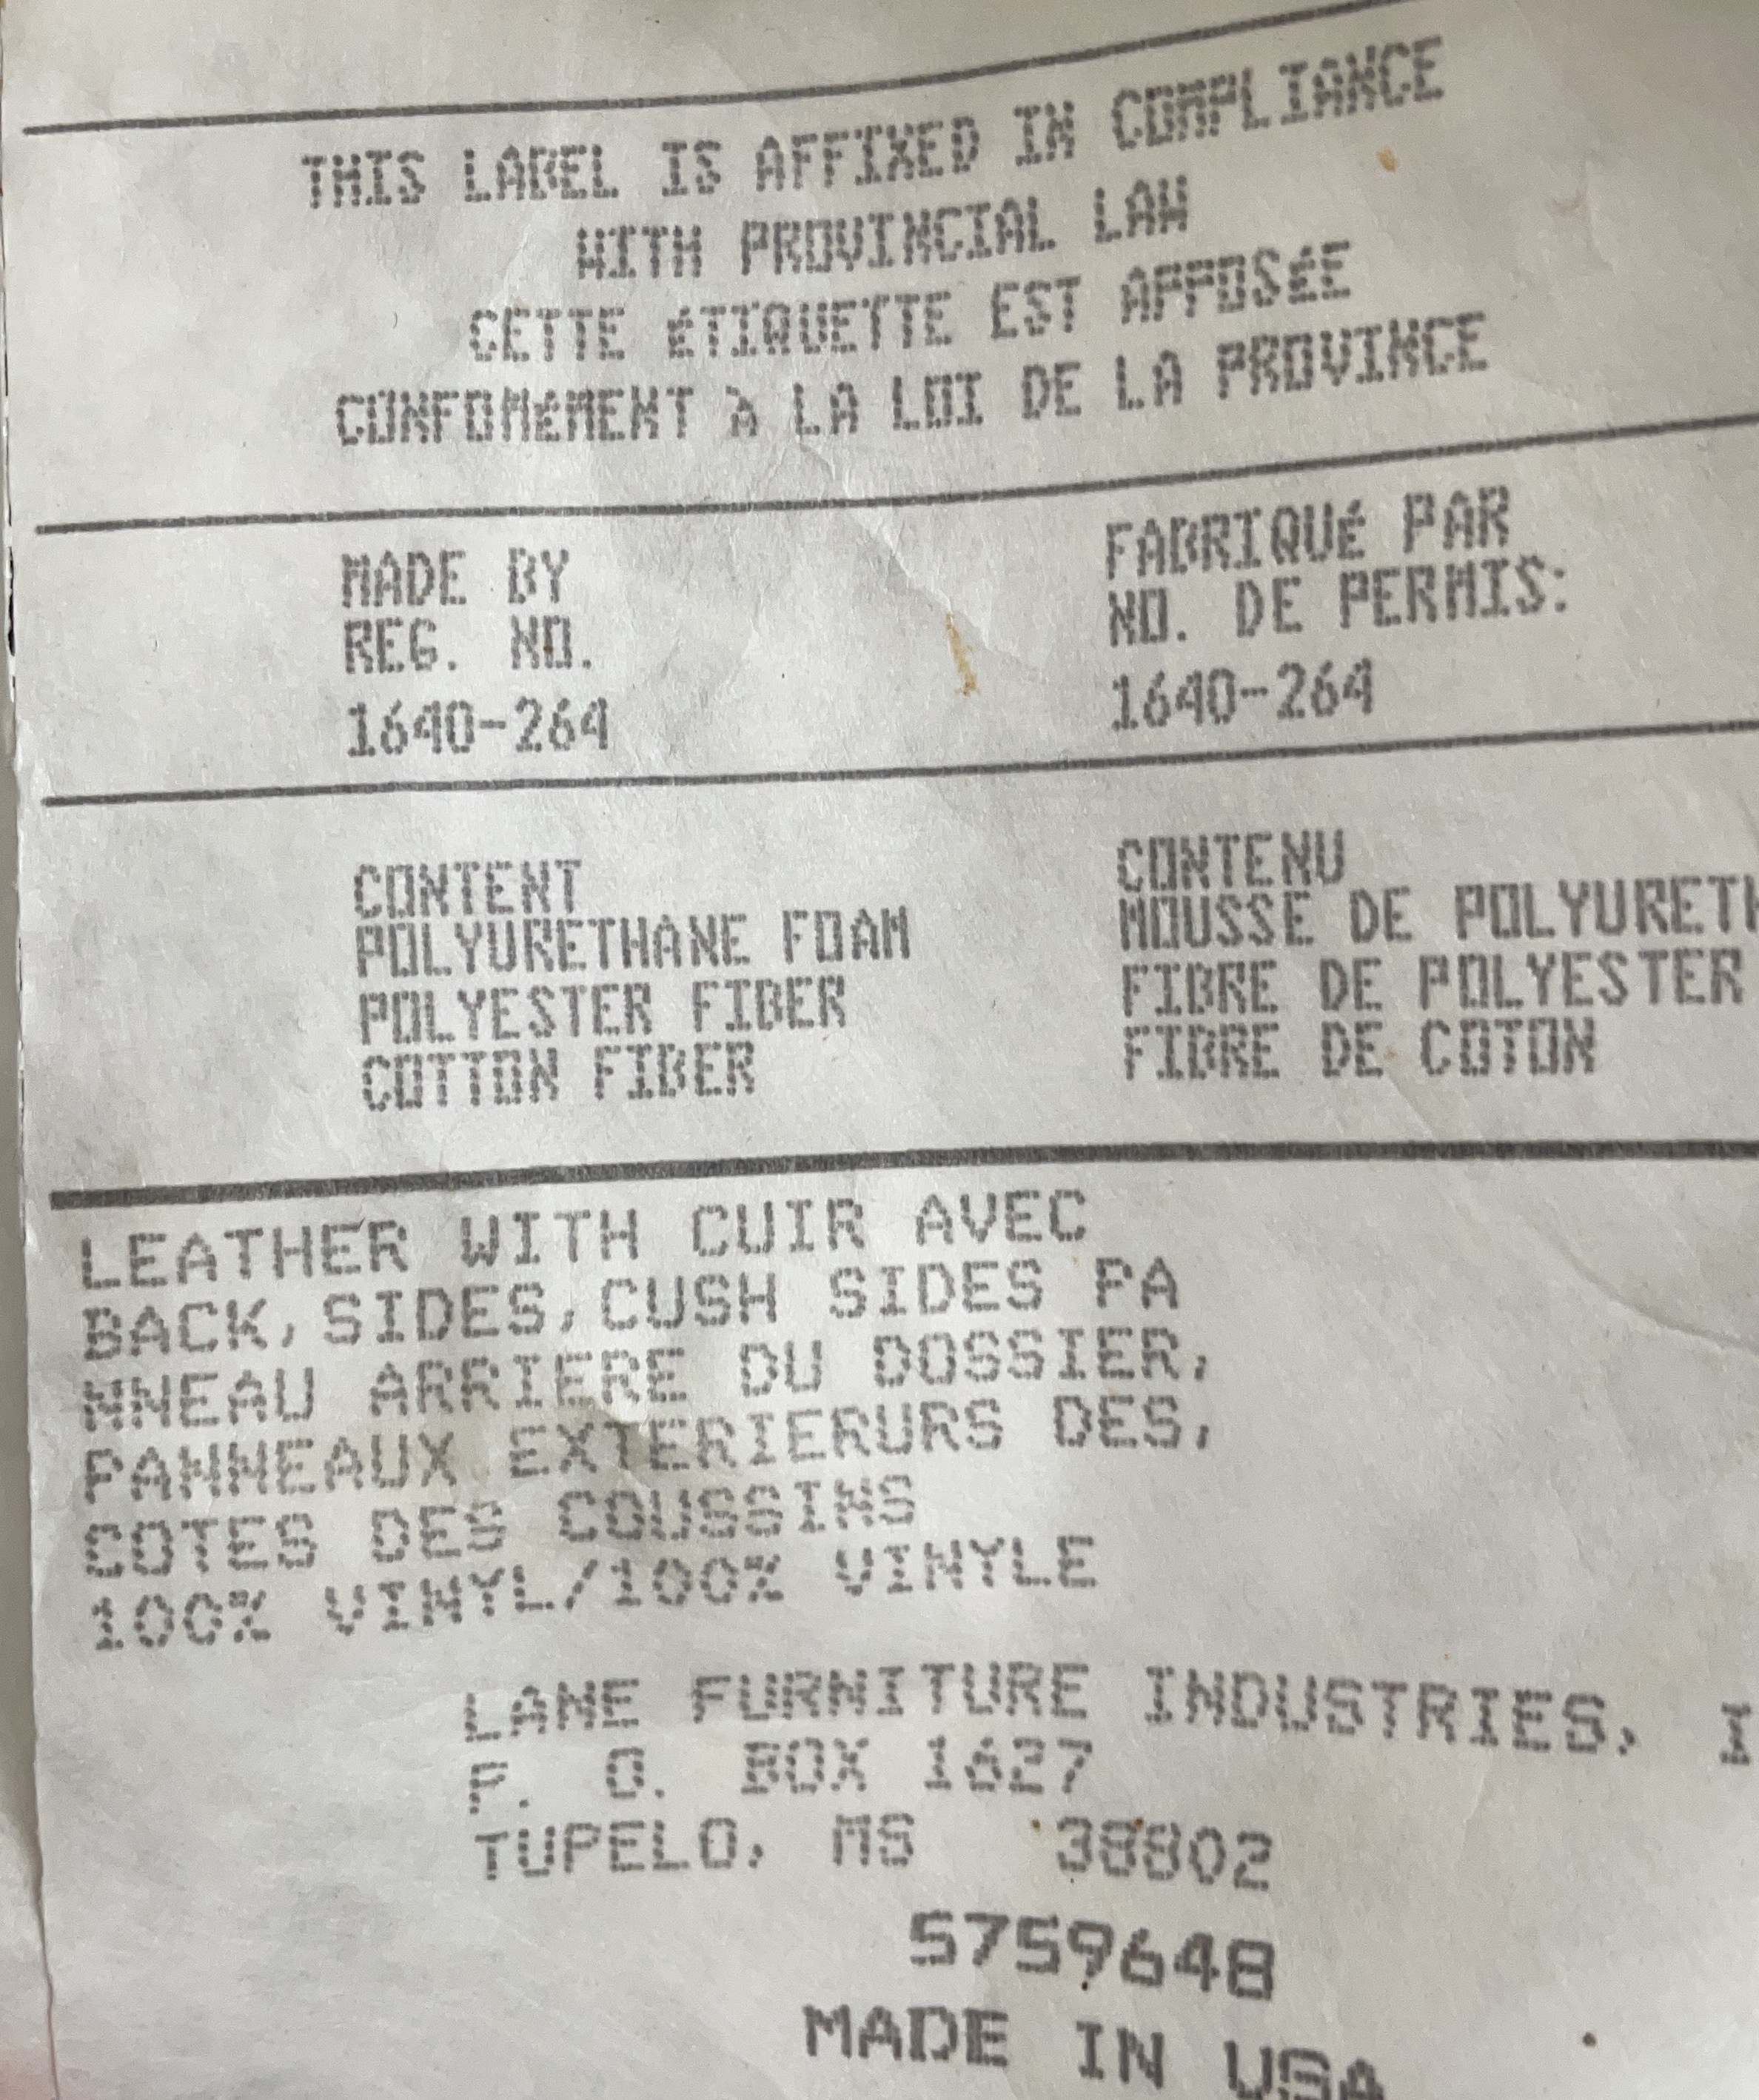 THIS LABEL IS AFFIXED IN COMPLIANCE
WITH PROVINCIAL LAW
CETTE éTIQUETTE EST APPOSéE
CONFOMéMENT à LA LOI DE LA PROVINCE
MADE BY
REG. NO.
1640-264
FABRIQUé PAR
NO. DE PERMIS:
1640-264
CONTENT
POLYURETHANE FOAM
POLYESTER FIBER
COTTON FIBER
CONTENU
MOUSSE DE POLYURETH
FIBRE DE POLYESTER
FIBRE DE COTON
LEATHER WITH CUIR AVEC
BACK, SIDES, CUSH SIDES PA
NNEAU ARRIERE DU DOSSIER,
PANNEAUX EXTERIERURS DES,
COTES DES COUSSINS
100% VINYL/100% VINYLE
LANE FURNITURE INDUSTRIES, I
P. O. BOX 1627
TUPELO, MS 38802
5759648
MADE IN USA